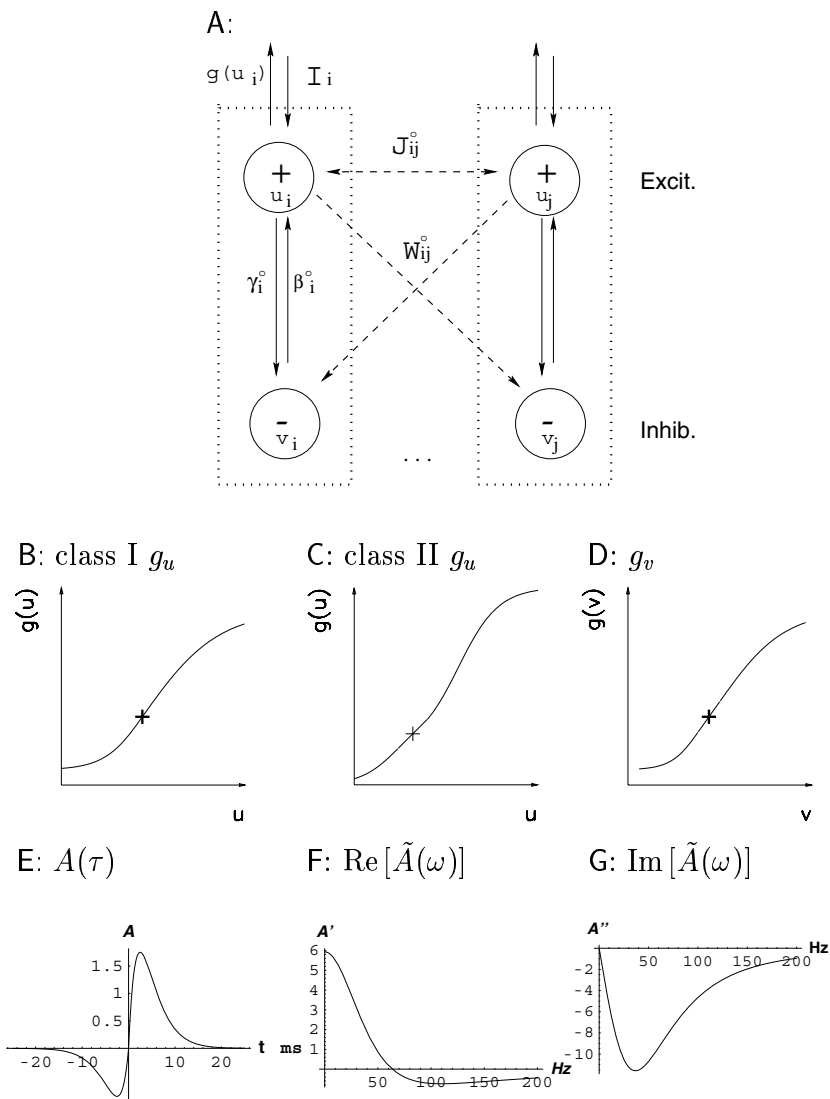 A:
g(u i)
I i
J°ij
+
u i
+
u j
Excit.
W°ij
γ°i
β°i
-
v i
-
v j
Inhib.
...
B: class I g_u
C: class II g_u
D: g_v
g(u)
u
g(u)
u
g(v)
v
E: A(τ)
F: Re [Ã(ω)]
G: Im [Ã(ω)]
A
1.5
1
0.5
-20 -10 10 20
t ms
A'
6
5
4
3
2
1
50 100 150 200
Hz
A''
Hz
50 100 150 200
-2
-4
-6
-8
-10